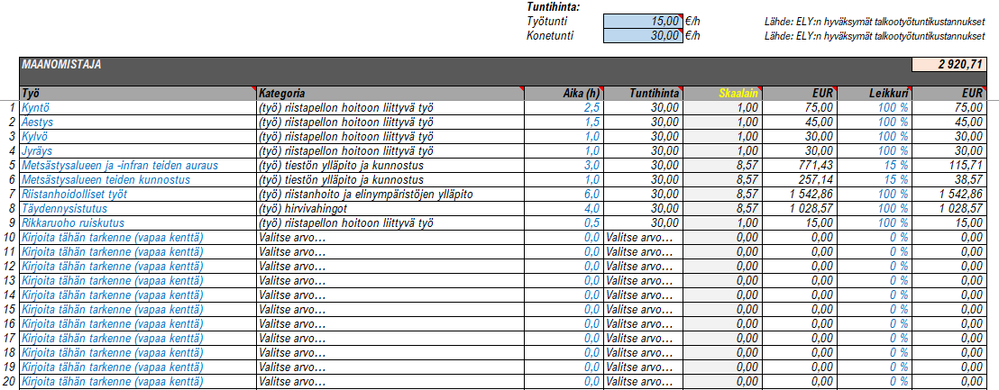 Tuntihinta:
Työtunti 15,00 €/h Lähde: ELY:n hyväksymät talkootyötuntikustannukset
Konetunti 30,00 €/h Lähde: ELY:n hyväksymät talkootyötuntikustannukset
MAANOMISTAJA 2 920,71
Työ Kategoria Aika (h) Tuntihinta Skaalain EUR Leikkuri EUR
1 Kyntö (työ) riistapellon hoitoon liittyvä työ 2,5 30,00 1,00 75,00 100 % 75,00
2 Äestys (työ) riistapellon hoitoon liittyvä työ 1,5 30,00 1,00 45,00 100 % 45,00
3 Kylvö (työ) riistapellon hoitoon liittyvä työ 1,0 30,00 1,00 30,00 100 % 30,00
4 Jyräys (työ) riistapellon hoitoon liittyvä työ 1,0 30,00 1,00 30,00 100 % 30,00
5 Metsästysalueen ja -infran teiden auraus (työ) tiestön ylläpito ja kunnostus 3,0 30,00 8,57 771,43 15 % 115,71
6 Metsästysalueen teiden kunnostus (työ) tiestön ylläpito ja kunnostus 1,0 30,00 8,57 257,14 15 % 38,57
7 Riistanhoidolliset työt (työ) riistanhoito ja elinympäristöjen ylläpito 6,0 30,00 8,57 1 542,86 100 % 1 542,86
8 Täydennysistutus (työ) hirvivahingot 4,0 30,00 8,57 1 028,57 100 % 1 028,57
9 Rikkaruoho ruiskutus (työ) riistapellon hoitoon liittyvä työ 0,5 30,00 1,00 15,00 100 % 15,00
10 Kirjoita tähän tarkenne (vapaa kenttä) Valitse arvo... 0,0 Valitse arvo... 0,00 0,00 0 % 0,00
11 Kirjoita tähän tarkenne (vapaa kenttä) Valitse arvo... 0,0 Valitse arvo... 0,00 0,00 0 % 0,00
12 Kirjoita tähän tarkenne (vapaa kenttä) Valitse arvo... 0,0 Valitse arvo... 0,00 0,00 0 % 0,00
13 Kirjoita tähän tarkenne (vapaa kenttä) Valitse arvo... 0,0 Valitse arvo... 0,00 0,00 0 % 0,00
14 Kirjoita tähän tarkenne (vapaa kenttä) Valitse arvo... 0,0 Valitse arvo... 0,00 0,00 0 % 0,00
15 Kirjoita tähän tarkenne (vapaa kenttä) Valitse arvo... 0,0 Valitse arvo... 0,00 0,00 0 % 0,00
16 Kirjoita tähän tarkenne (vapaa kenttä) Valitse arvo... 0,0 Valitse arvo... 0,00 0,00 0 % 0,00
17 Kirjoita tähän tarkenne (vapaa kenttä) Valitse arvo... 0,0 Valitse arvo... 0,00 0,00 0 % 0,00
18 Kirjoita tähän tarkenne (vapaa kenttä) Valitse arvo... 0,0 Valitse arvo... 0,00 0,00 0 % 0,00
19 Kirjoita tähän tarkenne (vapaa kenttä) Valitse arvo... 0,0 Valitse arvo... 0,00 0,00 0 % 0,00
20 Kirjoita tähän tarkenne (vapaa kenttä) Valitse arvo... 0,0 Valitse arvo... 0,00 0,00 0 % 0,00